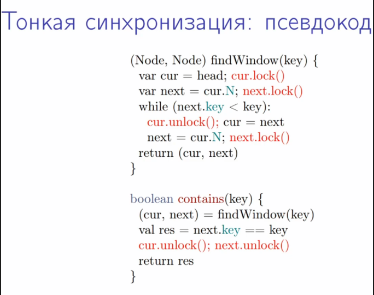 Тонкая синхронизация: псевдокод
(Node, Node) findWindow(key) {
var cur = head; cur.lock()
var next = cur.N; next.lock()
while (next.key < key):
cur.unlock(); cur = next
next = cur.N; next.lock()
return (cur, next)
}
boolean contains(key) {
(cur, next) = findWindow(key)
val res = next.key == key
cur.unlock(); next.unlock()
return res
}